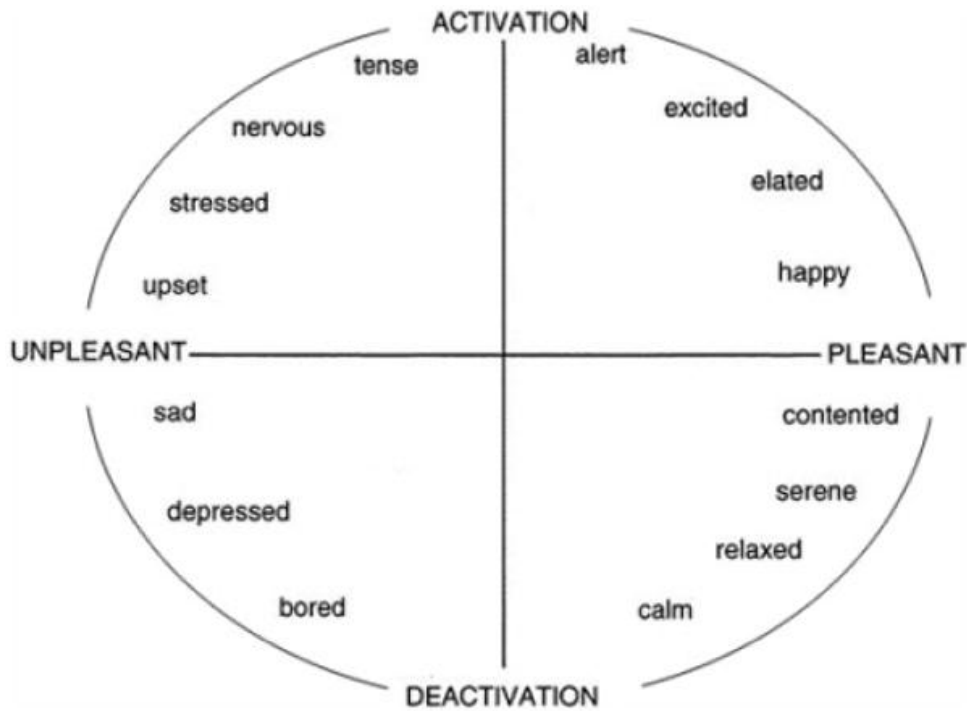 ACTIVATION
tense
alert
nervous
excited
stressed
elated
upset
happy
UNPLEASANT
PLEASANT
sad
contented
depressed
serene
relaxed
bored
calm
DEACTIVATION